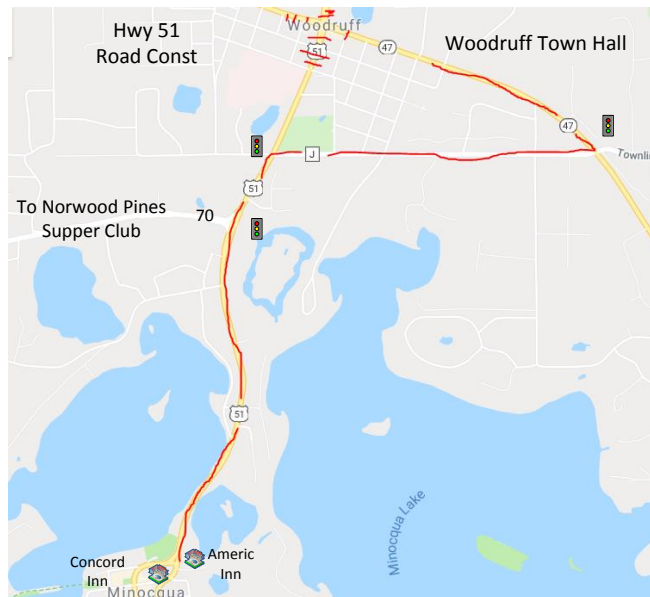 Hwy 51
Road Const
Woodruff
Woodruff Town Hall
51
47
47
J
Townli
51
To Norwood Pines
Supper Club
70
51
Minocqua Lake
Concord
Inn
Americ
Inn
Minocqua